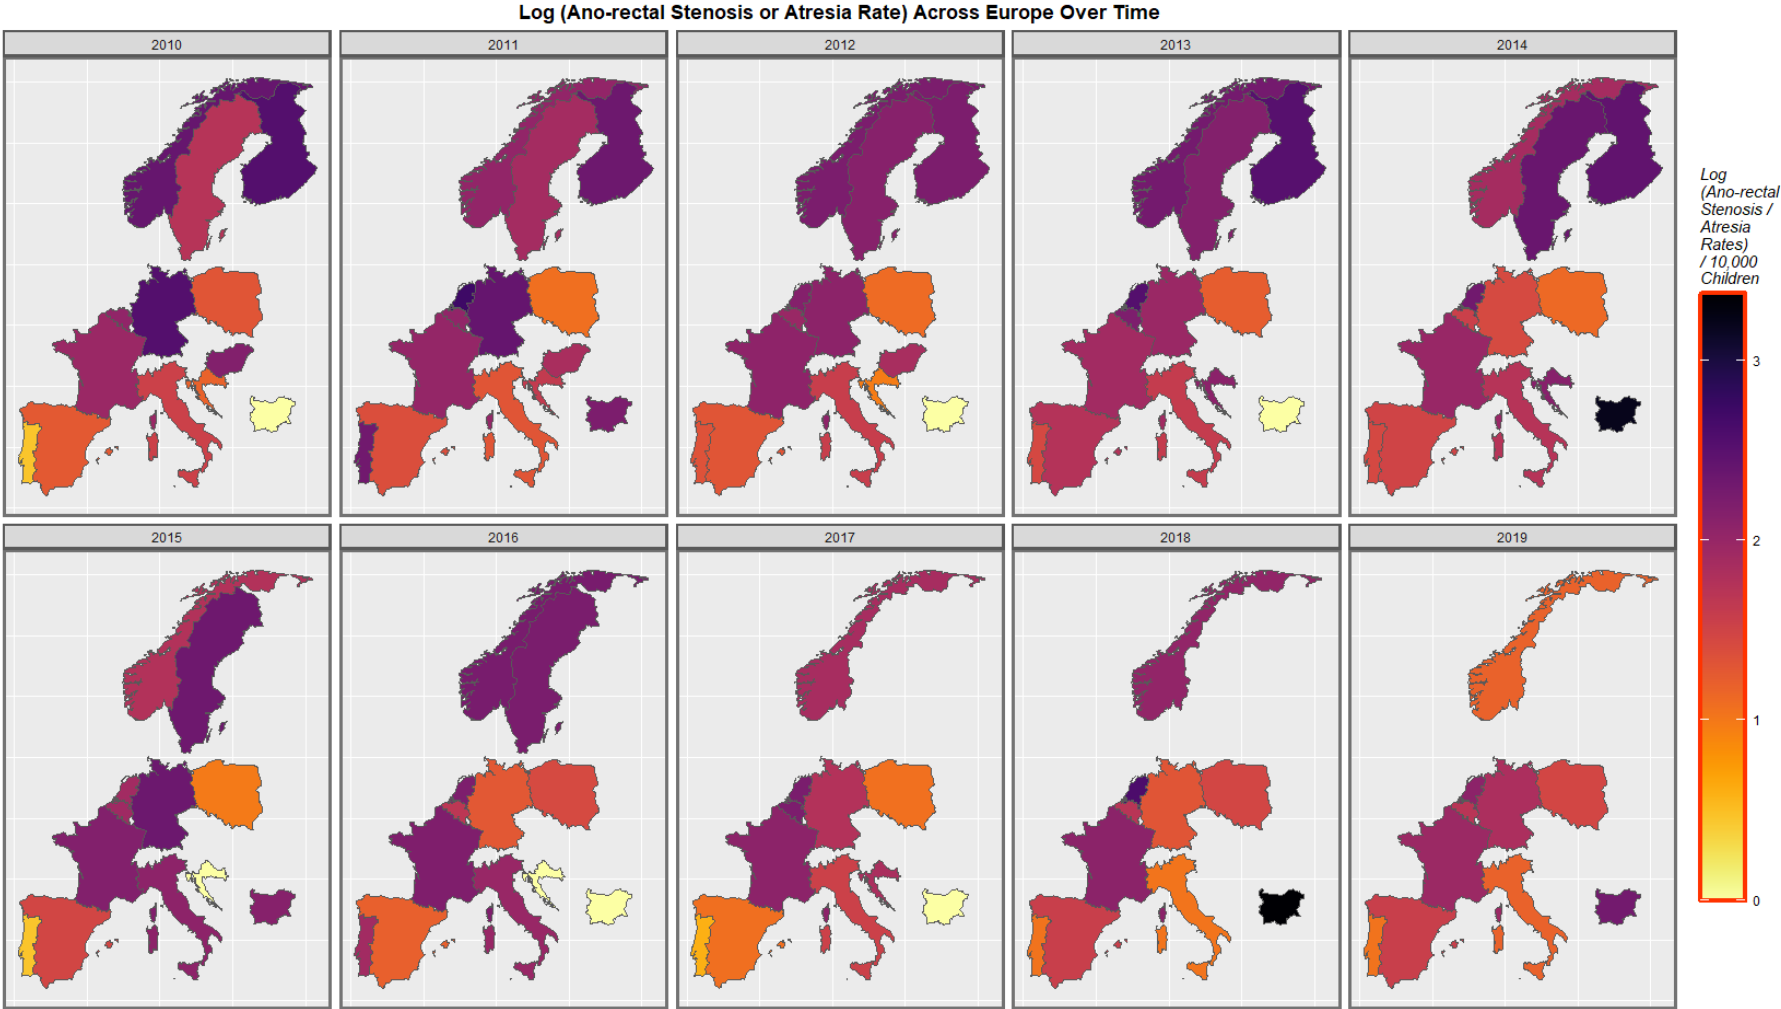 Log (Ano-rectal Stenosis or Atresia Rate) Across Europe Over Time
2010
2011
2012
2013
2014
2015
2016
2017
2018
2019
Log
(Ano-rectal
Stenosis /
Atresia
Rates)
/ 10,000
Children
3
2
1
0